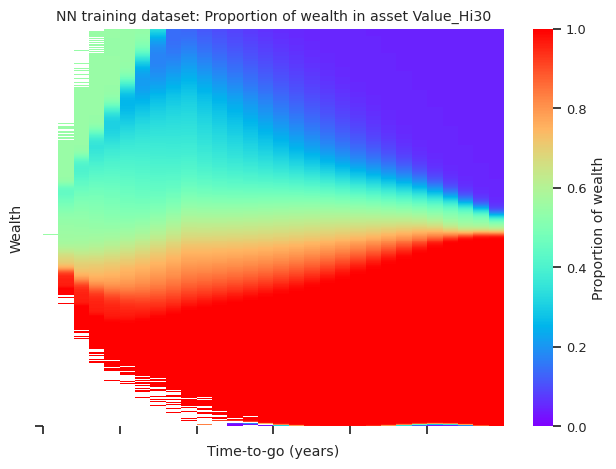 NN training dataset: Proportion of wealth in asset Value_Hi30
Wealth
Time-to-go (years)
1.0
0.8
0.6
0.4
0.2
0.0
Proportion of wealth